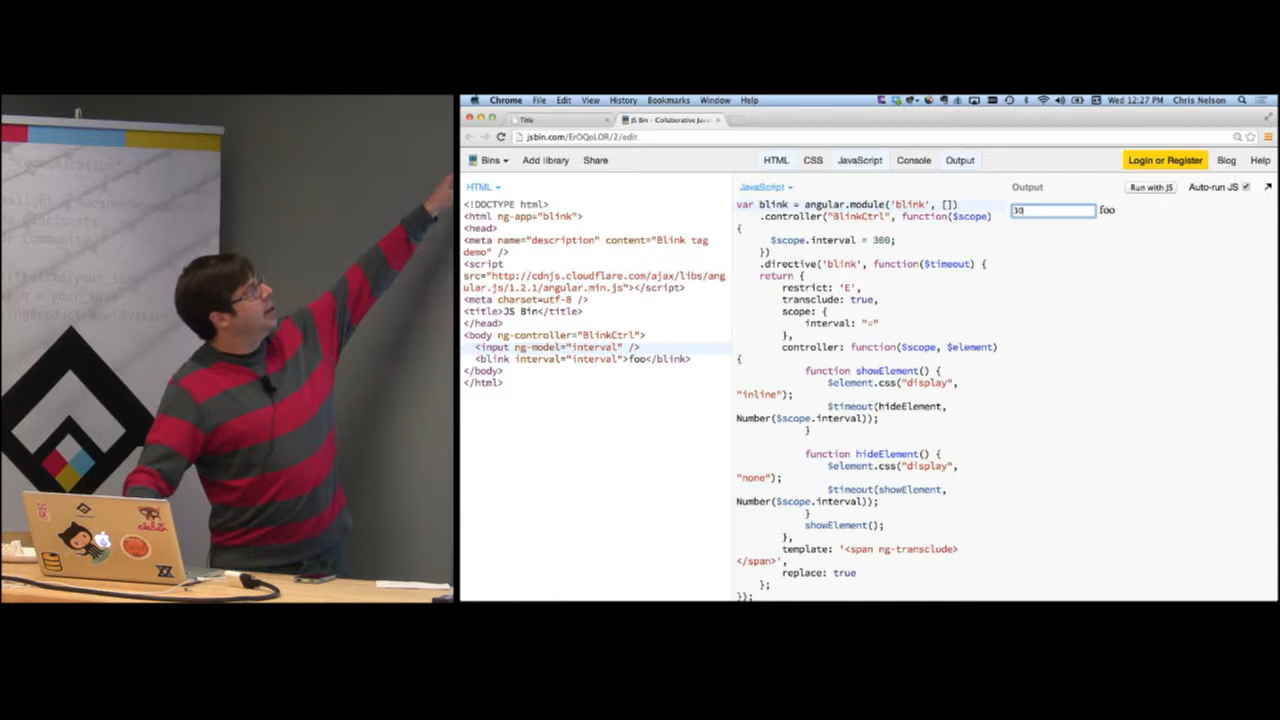 Chrome File Edit View History Bookmarks Window Help Wed 12:27 PM Chris Nelson
Title
JS Bin - Collaborative Java
jsbin.com/ErOQoLOR/2/edit
Bins Add library Share HTML CSS JavaScript Console Output Login or Register Blog Help
HTML
<!DOCTYPE html>
<html ng-app="blink">
<head>
<meta name="description" content="Blink tag
demo" />
<script
src="http://cdnjs.cloudflare.com/ajax/libs/ang
ular.js/1.2.1/angular.min.js"></script>
<meta charset=utf-8 />
<title>JS Bin</title>
</head>
<body ng-controller="BlinkCtrl">
<input ng-model="interval" />
<blink interval="interval">foo</blink>
</body>
</html>
JavaScript
var blink = angular.module('blink', [])
.controller("BlinkCtrl", function($scope)
{
$scope.interval = 300;
})
.directive('blink', function($timeout) {
return {
restrict: 'E',
transclude: true,
scope: {
interval: "="
},
controller: function($scope, $element)
{
function showElement() {
$element.css("display",
"inline");
$timeout(hideElement,
Number($scope.interval));
}
function hideElement() {
$element.css("display",
"none");
$timeout(showElement,
Number($scope.interval));
}
showElement();
},
template: '<span ng-transclude>
</span>',
replace: true
};
});
Output Run with JS Auto-run JS
30 foo